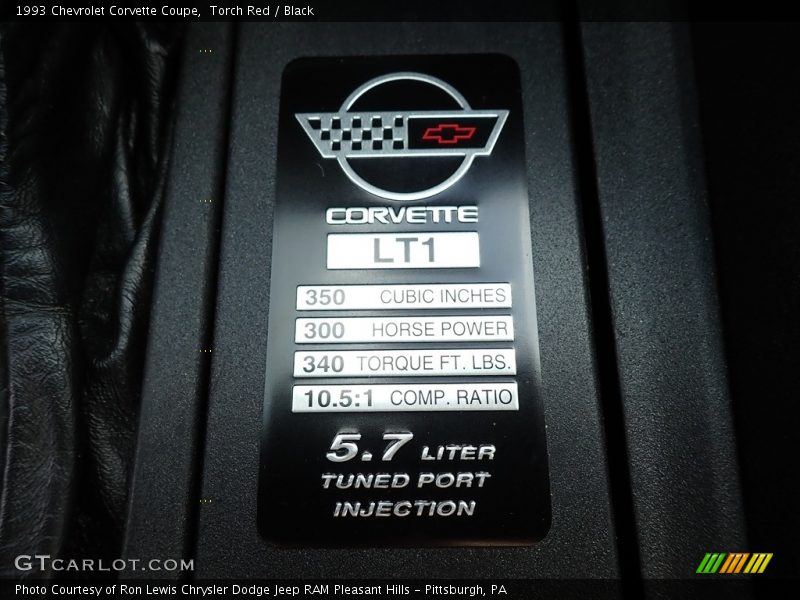 1993 Chevrolet Corvette Coupe,  Torch Red / Black
CORVETTE
LT1
350 CUBIC INCHES
300 HORSE POWER
340 TORQUE FT. LBS.
10.5:1 COMP. RATIO
5.7 LITER
TUNED PORT
INJECTION
GTCARLOT.COM
Photo Courtesy of Ron Lewis Chrysler Dodge Jeep RAM Pleasant Hills - Pittsburgh, PA